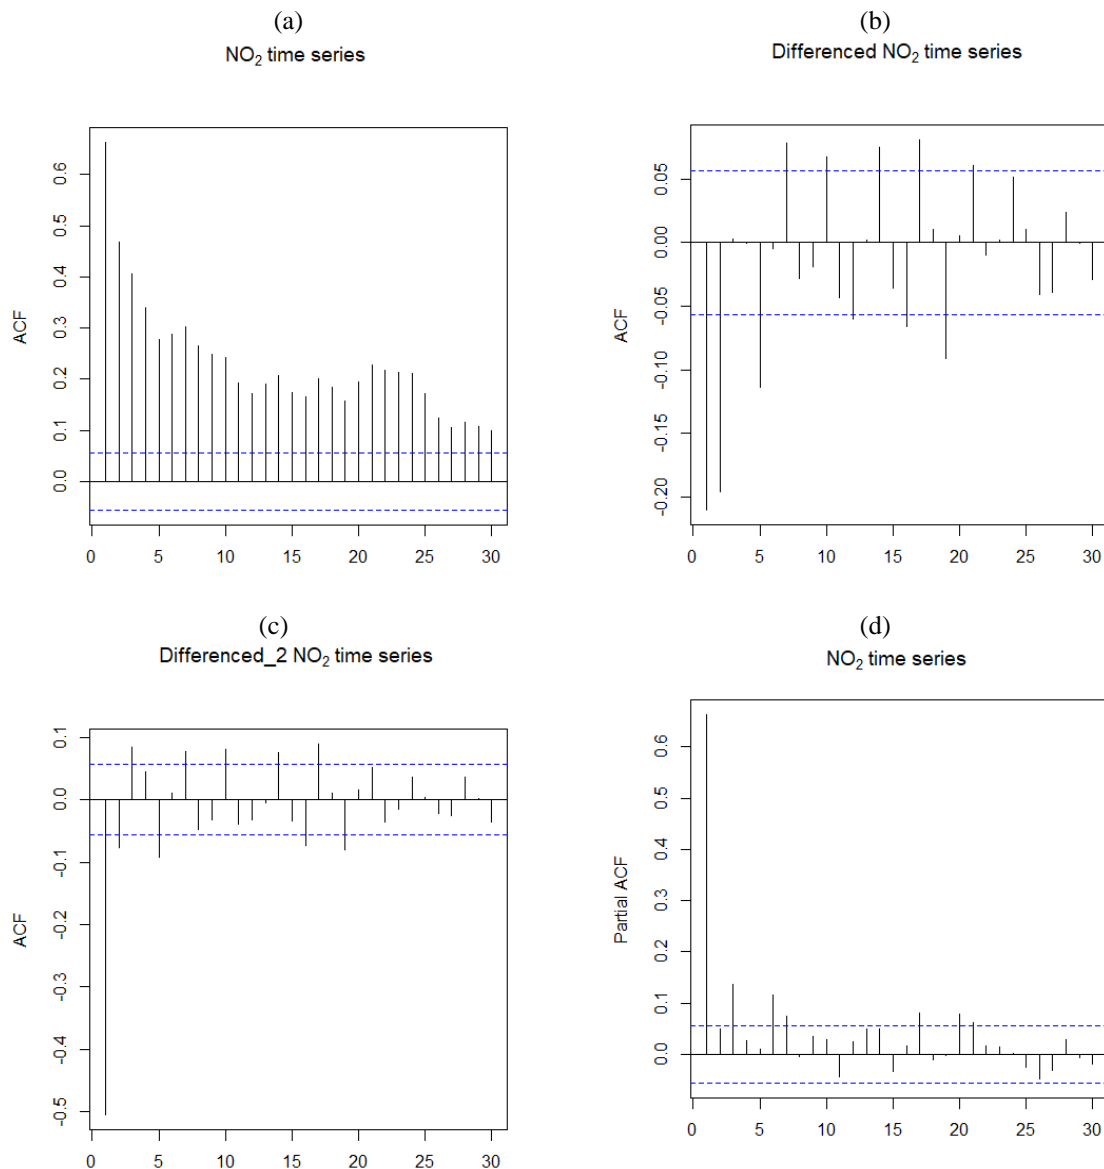 (a)
NO₂ time series
ACF
0.6
0.5
0.4
0.3
0.2
0.1
0.0
0 5 10 15 20 25 30
(b)
Differenced NO₂ time series
ACF
0.05
0.00
-0.05
-0.10
-0.15
-0.20
0 5 10 15 20 25 30
(c)
Differenced_2 NO₂ time series
ACF
0.1
0.0
-0.1
-0.2
-0.3
-0.4
-0.5
0 5 10 15 20 25 30
(d)
NO₂ time series
Partial ACF
0.6
0.5
0.4
0.3
0.2
0.1
0.0
0 5 10 15 20 25 30